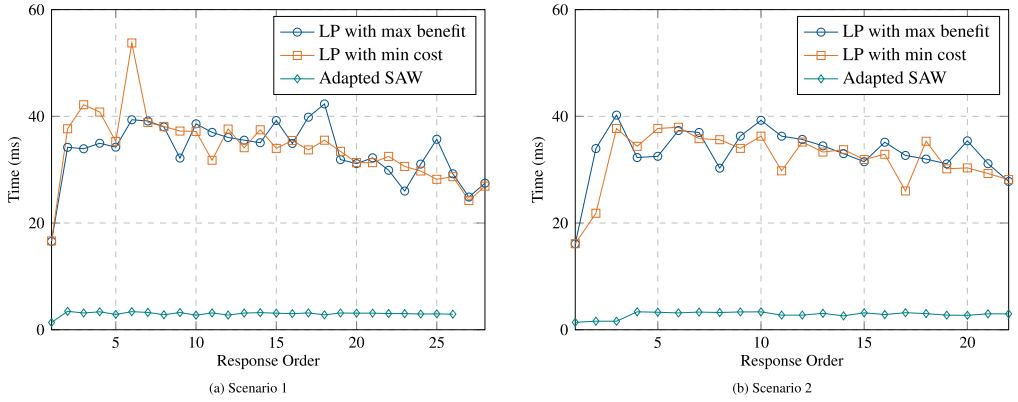 60
40
20
0
Time (ms)
LP with max benefit
LP with min cost
Adapted SAW
5 10 15 20 25
Response Order
(a) Scenario 1
60
40
20
0
Time (ms)
LP with max benefit
LP with min cost
Adapted SAW
5 10 15 20
Response Order
(b) Scenario 2